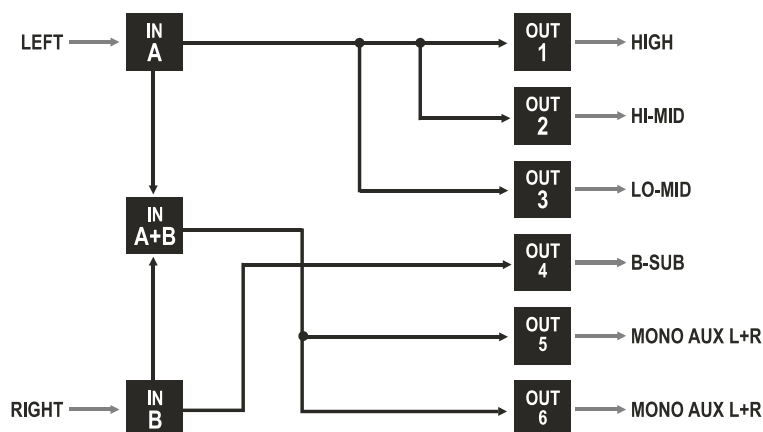 LEFT
IN
A
OUT
1
HIGH
OUT
2
HI-MID
OUT
3
LO-MID
IN
A+B
OUT
4
B-SUB
OUT
5
MONO AUX L+R
RIGHT
IN
B
OUT
6
MONO AUX L+R